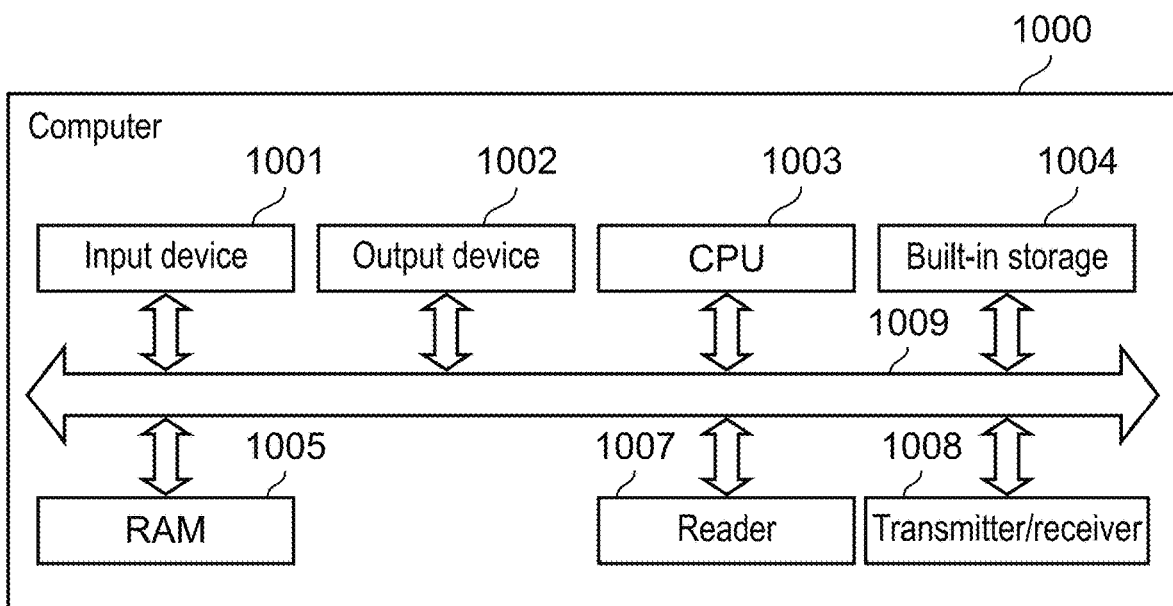 1000
Computer
1001
1002
1003
1004
Input device
Output device
CPU
Built-in storage
1009
1005
1007
1008
RAM
Reader
Transmitter/receiver